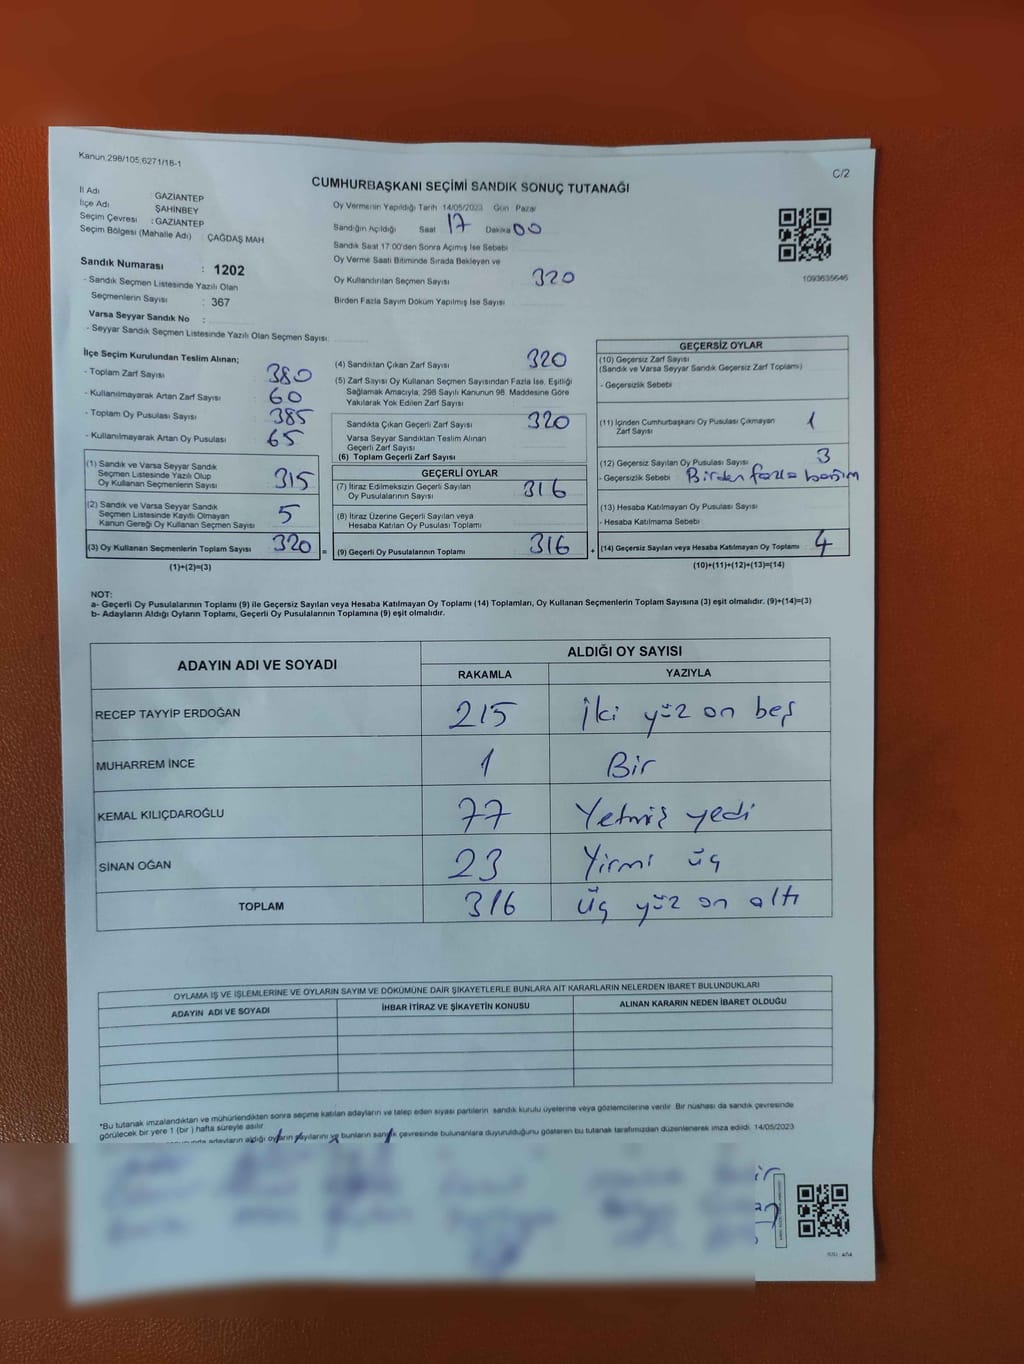 Kanun.298/105,6271/18-1
C/2
CUMHURBAŞKANI SEÇİMİ SANDIK SONUÇ TUTANAĞI
İl Adı GAZİANTEP
İlçe Adı ŞAHİNBEY
Seçim Çevresi : GAZİANTEP
Seçim Bölgesi (Mahalle Adı) : ÇAĞDAŞ MAH
Sandık Numarası : 1202
- Sandık Seçmen Listesinde Yazılı Olan
Seçmenlerin Sayısı : 367
Varsa Seyyar Sandık No :
- Seyyar Sandık Seçmen Listesinde Yazılı Olan Seçmen Sayısı:
Oy Vermenin Yapıldığı Tarih 14/05/2023 Gün Pazar
Sandığın Açıldığı Saat 17 Dakika 00
Sandık Saat 17:00'den Sonra Açımış İse Sebebi
Oy Verme Saati Bitiminde Sırada Bekleyen ve
Oy Kullandırılan Seçmen Sayısı 320
Birden Fazla Sayım Döküm Yapılmış İse Sayısı
1093635646
İlçe Seçim Kurulundan Teslim Alınan;
- Toplam Zarf Sayısı 380
- Kullanılmayarak Artan Zarf Sayısı 60
- Toplam Oy Pusulası Sayısı 385
- Kullanılmayarak Artan Oy Pusulası 65
(1) Sandık ve Varsa Seyyar Sandık
Seçmen Listesinde Yazılı Olup
Oy Kullanan Seçmenlerin Sayısı 315
(2) Sandık ve Varsa Seyyar Sandık
Seçmen Listesinde Kayıtlı Olmayan
Kanun Gereği Oy Kullanan Seçmen Sayısı 5
(3) Oy Kullanan Seçmenlerin Toplam Sayısı 320 =
(1)+(2)=(3)
(4) Sandıktan Çıkan Zarf Sayısı 320
(5) Zarf Sayısı Oy Kullanan Seçmen Sayısından Fazla İse, Eşitliği
Sağlamak Amacıyla, 298 Sayılı Kanunun 98. Maddesine Göre
Yakılarak Yok Edilen Zarf Sayısı
Sandıkta Çıkan Geçerli Zarf Sayısı 320
Varsa Seyyar Sandıktan Teslim Alınan
Geçerli Zarf Sayısı
(6) Toplam Geçerli Zarf Sayısı
GEÇERLİ OYLAR
(7) İtiraz Edilmeksizin Geçerli Sayılan
Oy Pusulalarının Sayısı 316
(8) İtiraz Üzerine Geçerli Sayılan veya
Hesaba Katılan Oy Pusulası Toplamı
(9) Geçerli Oy Pusulalarının Toplamı 316 +
GEÇERSİZ OYLAR
(10) Geçersiz Zarf Sayısı
(Sandık ve Varsa Seyyar Sandık Geçersiz Zarf Toplamı)
- Geçersizlik Sebebi
(11) İçinden Cumhurbaşkanı Oy Pusulası Çıkmayan
Zarf Sayısı 1
(12) Geçersiz Sayılan Oy Pusulası Sayısı 3
- Geçersizlik Sebebi Birden fazla basım
(13) Hesaba Katılmayan Oy Pusulası Sayısı
- Hesaba Katılmama Sebebi
(14) Geçersiz Sayılan veya Hesaba Katılmayan Oy Toplamı 4
(10)+(11)+(12)+(13)=(14)
NOT:
a- Geçerli Oy Pusulalarının Toplamı (9) ile Geçersiz Sayılan veya Hesaba Katılmayan Oy Toplamı (14) Toplamları, Oy Kullanan Seçmenlerin Toplam Sayısına (3) eşit olmalıdır. (9)+(14)=(3)
b- Adayların Aldığı Oyların Toplamı, Geçerli Oy Pusulalarının Toplamına (9) eşit olmalıdır.
ADAYIN ADI VE SOYADI ALDIĞI OY SAYISI
RAKAMLA YAZIYLA
RECEP TAYYİP ERDOĞAN 215 İki yüz on beş
MUHARREM İNCE 1 Bir
KEMAL KILIÇDAROĞLU 77 Yetmiş yedi
SİNAN OĞAN 23 Yirmi üç
TOPLAM 316 üç yüz on altı
OYLAMA İŞ VE İŞLEMLERİNE VE OYLARIN SAYIM VE DÖKÜMÜNE DAİR ŞİKAYETLERLE BUNLARA AİT KARARLARIN NELERDEN İBARET BULUNDUKLARI
ADAYIN ADI VE SOYADI İHBAR İTİRAZ VE ŞİKAYETİN KONUSU ALINAN KARARIN NEDEN İBARET OLDUĞU
*Bu tutanak imzalandıktan ve mühürlendikten sonra seçime katılan adayların ve talep eden siyasi partilerin sandık kurulu üyelerine veya gözlemcilerine verilir. Bir nüshası da sandık çevresinde
görülecek bir yere 1 (bir ) hafta süreyle asılır.
adayların aldığı oyların sayılarını ve bunların sandık çevresinde bulunanlara duyurulduğunu gösteren bu tutanak tarafımızdan düzenlenerek imza edildi. 14/05/2023